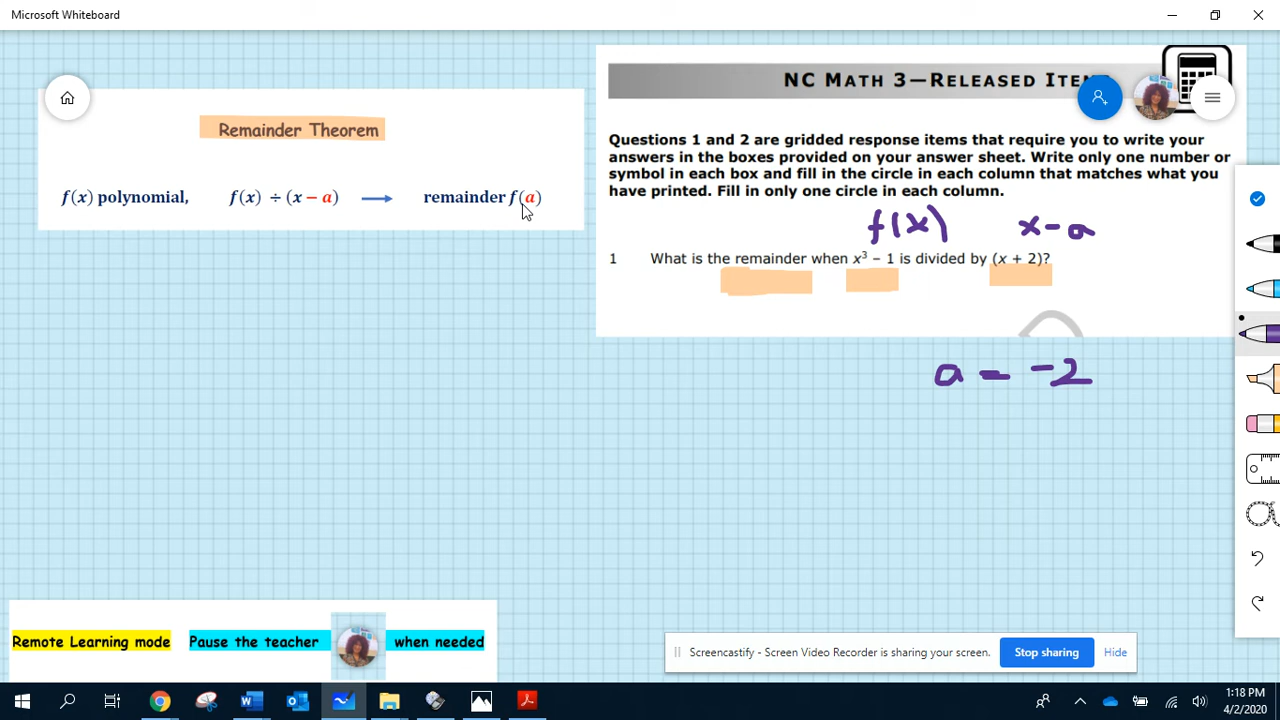 Microsoft Whiteboard
Remainder Theorem
f(x) polynomial, f(x) ÷ (x − a) → remainder f(a)
NC MATH 3—RELEASED ITEMS
Questions 1 and 2 are gridded response items that require you to write your
answers in the boxes provided on your answer sheet. Write only one number or
symbol in each box and fill in the circle in each column that matches what you
have printed. Fill in only one circle in each column.
f(x) x-a
1 What is the remainder when x³ − 1 is divided by (x + 2)?
a = -2
Remote Learning mode Pause the teacher when needed
Screencastify - Screen Video Recorder is sharing your screen. Stop sharing Hide
1:18 PM
4/2/2020